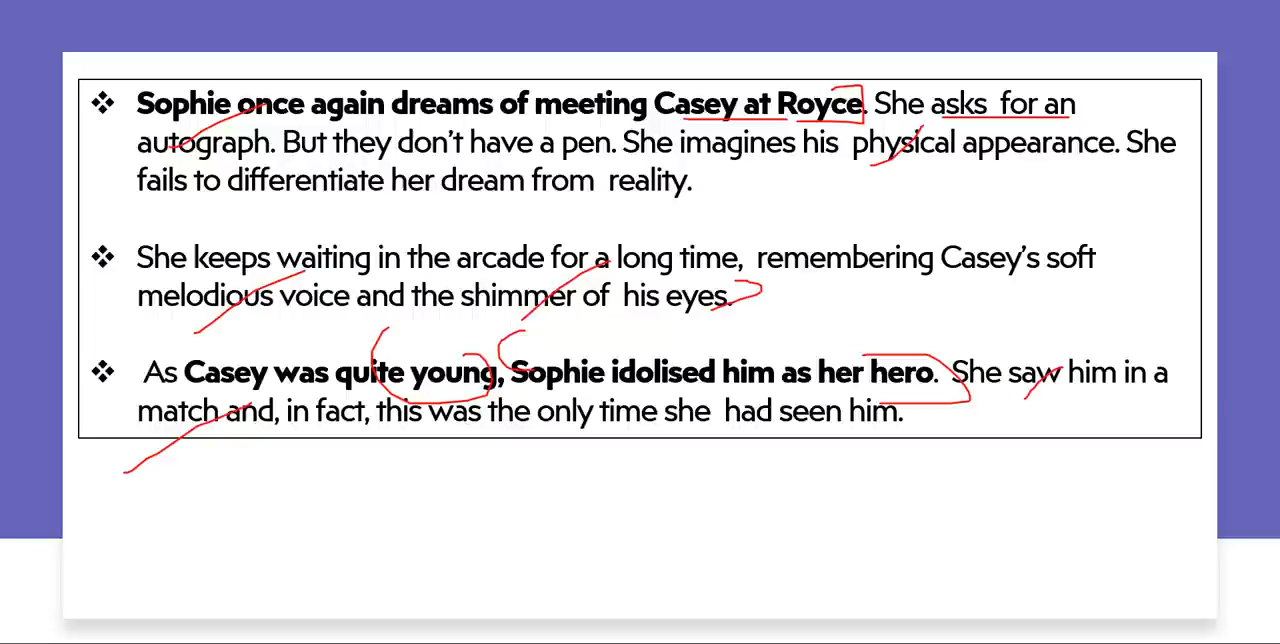 ❖ Sophie once again dreams of meeting Casey at Royce. She asks for an
autograph. But they don't have a pen. She imagines his physical appearance. She
fails to differentiate her dream from reality.
❖ She keeps waiting in the arcade for a long time, remembering Casey's soft
melodious voice and the shimmer of his eyes.
❖ As Casey was quite young, Sophie idolised him as her hero. She saw him in a
match and, in fact, this was the only time she had seen him.